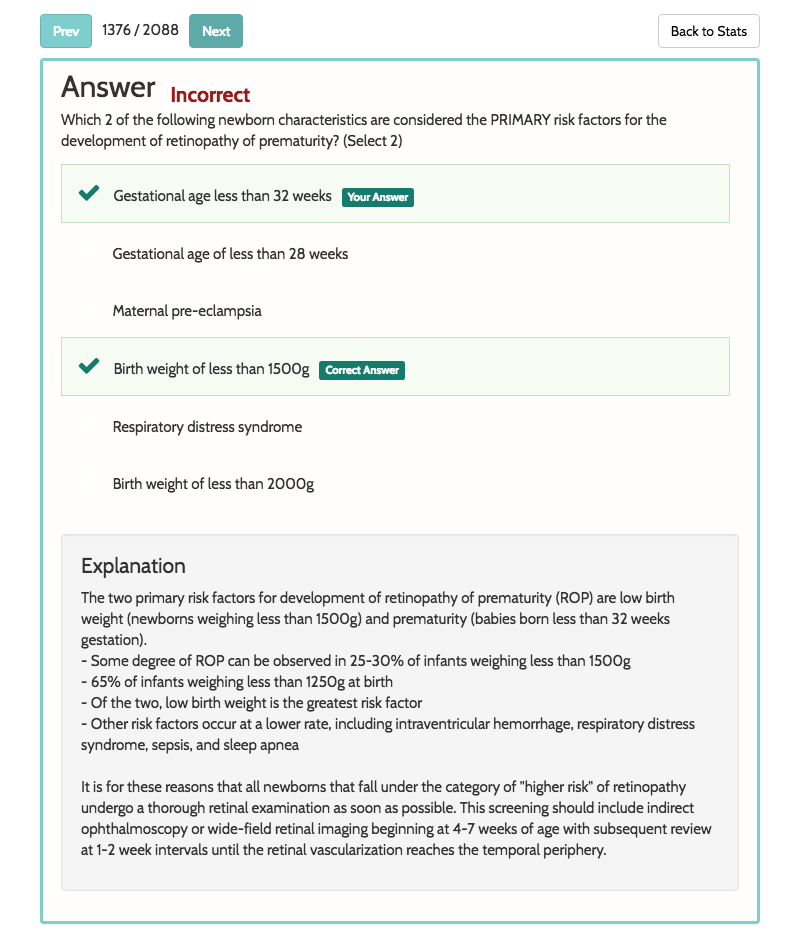 Prev 1376 / 2088 Next Back to Stats
Answer Incorrect
Which 2 of the following newborn characteristics are considered the PRIMARY risk factors for the
development of retinopathy of prematurity? (Select 2)
Gestational age less than 32 weeks Your Answer
Gestational age of less than 28 weeks
Maternal pre-eclampsia
Birth weight of less than 1500g Correct Answer
Respiratory distress syndrome
Birth weight of less than 2000g
Explanation
The two primary risk factors for development of retinopathy of prematurity (ROP) are low birth
weight (newborns weighing less than 1500g) and prematurity (babies born less than 32 weeks
gestation).
- Some degree of ROP can be observed in 25-30% of infants weighing less than 1500g
- 65% of infants weighing less than 1250g at birth
- Of the two, low birth weight is the greatest risk factor
- Other risk factors occur at a lower rate, including intraventricular hemorrhage, respiratory distress
syndrome, sepsis, and sleep apnea
It is for these reasons that all newborns that fall under the category of "higher risk" of retinopathy
undergo a thorough retinal examination as soon as possible. This screening should include indirect
ophthalmoscopy or wide-field retinal imaging beginning at 4-7 weeks of age with subsequent review
at 1-2 week intervals until the retinal vascularization reaches the temporal periphery.